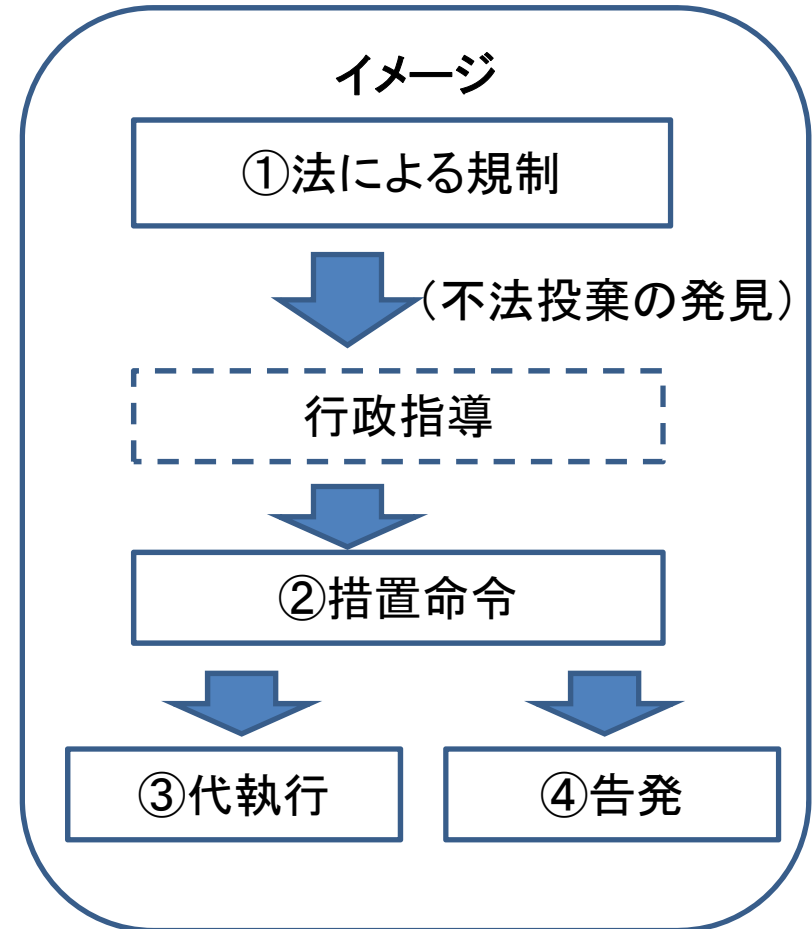 イメージ
①法による規制
(不法投棄の発見)
行政指導
②措置命令
③代執行
④告発